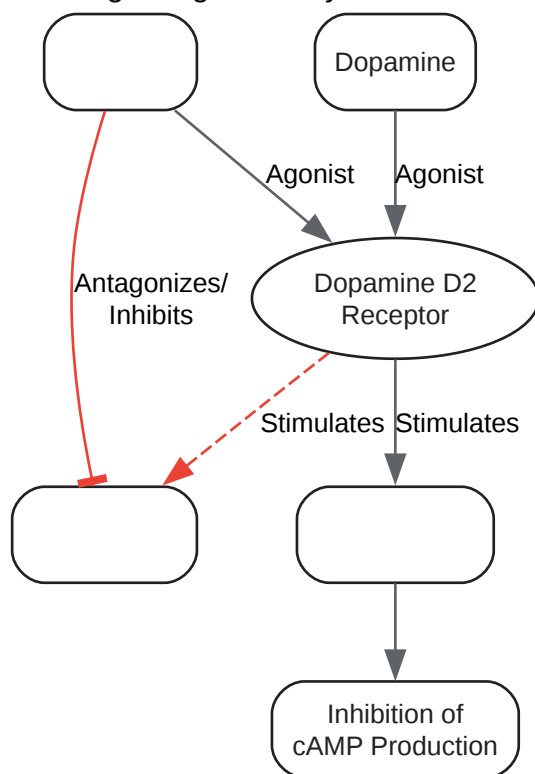 Dopamine
Agonist
Agonist
Antagonizes/
Inhibits
Dopamine D2
Receptor
Stimulates
Stimulates
Inhibition of
cAMP Production